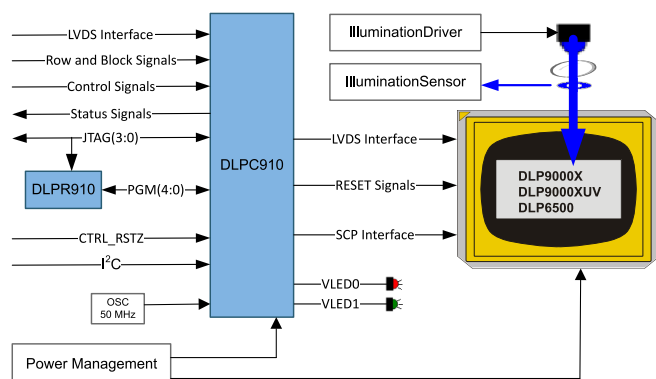 LVDS Interface
Row and Block Signals
Control Signals
Status Signals
JTAG(3:0)
DLPR910
PGM(4:0)
CTRL_RSTZ
I²C
OSC
50 MHz
Power Management
DLPC910
LVDS Interface
RESET Signals
SCP Interface
VLED0
VLED1
IlluminationDriver
IlluminationSensor
DLP9000X
DLP9000XUV
DLP6500